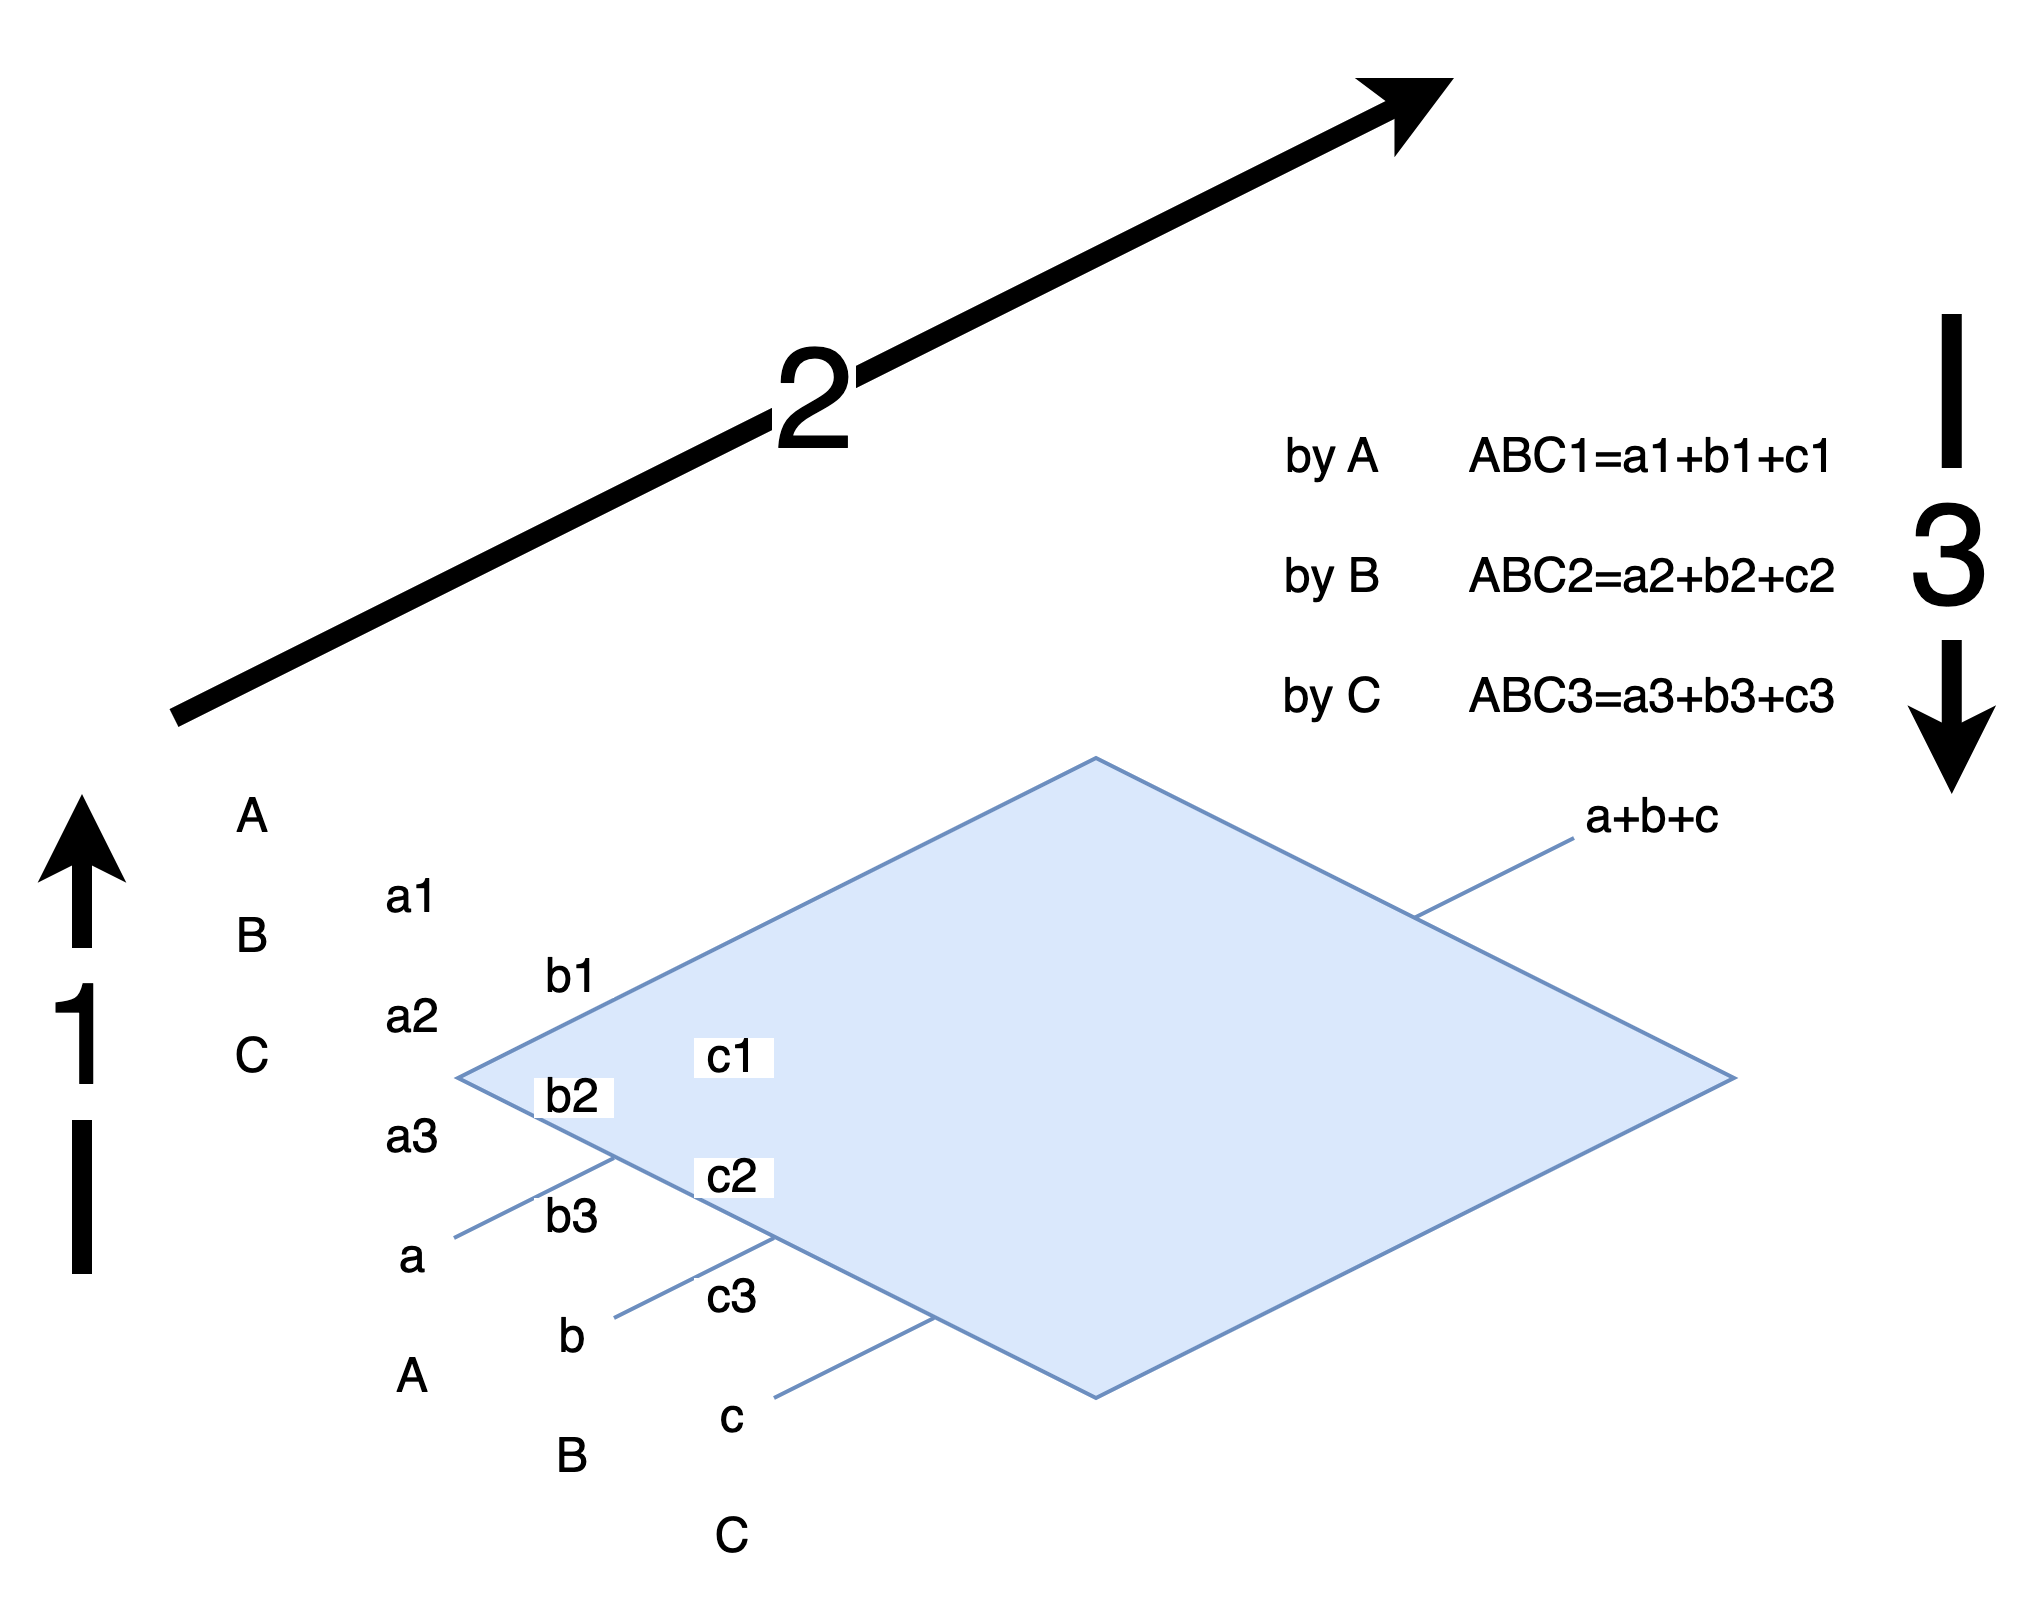 2
by A ABC1=a1+b1+c1
by B ABC2=a2+b2+c2
3
by C ABC3=a3+b3+c3
A
a+b+c
a1
B
b1
a2
1
C
c1
b2
a3
c2
b3
a
c3
b
A
c
B
C